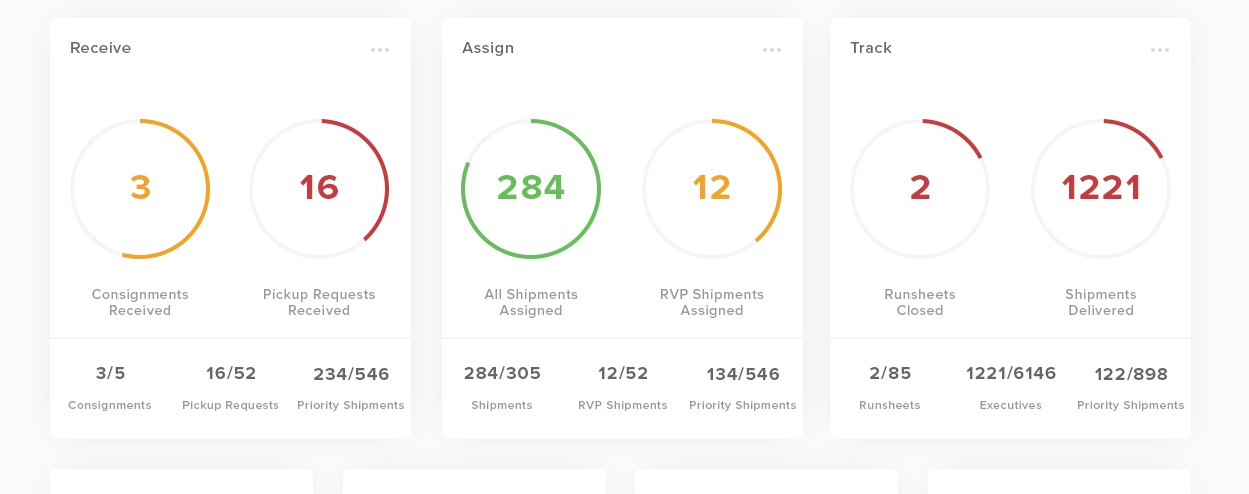 Receive
3
16
Consignments
Received
Pickup Requests
Received
3/5
16/52
234/546
Consignments
Pickup Requests
Priority Shipments
Assign
284
12
All Shipments
Assigned
RVP Shipments
Assigned
284/305
12/52
134/546
Shipments
RVP Shipments
Priority Shipments
Track
2
1221
Runsheets
Closed
Shipments
Delivered
2/85
1221/6146
122/898
Runsheets
Executives
Priority Shipments